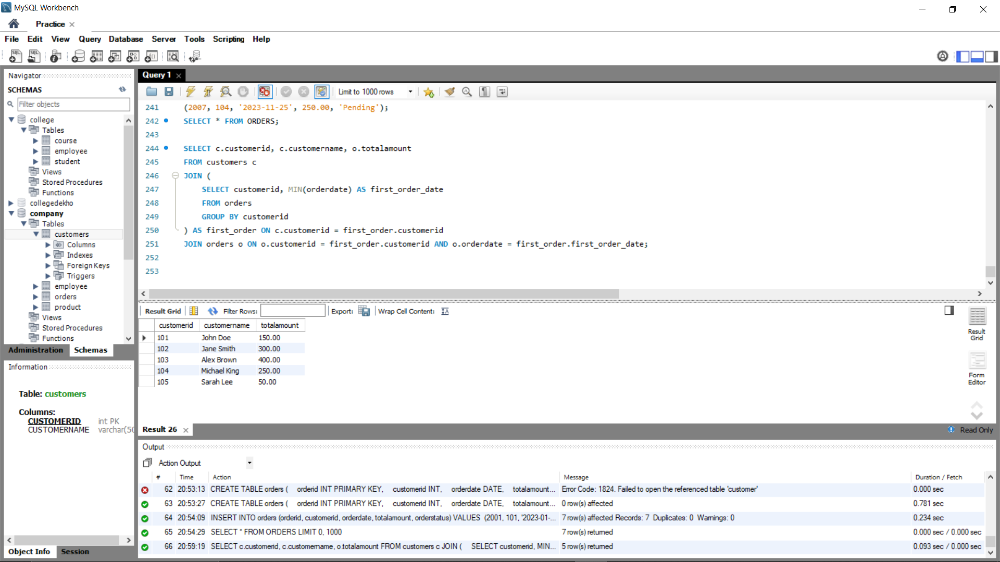 MySQL Workbench
Practice
File Edit View Query Database Server Tools Scripting Help
Navigator
SCHEMAS
Filter objects
college
Tables
course
employee
student
Views
Stored Procedures
Functions
collegedekho
company
Tables
customers
Columns
Indexes
Foreign Keys
Triggers
employee
orders
product
Views
Stored Procedures
Functions
Administration Schemas
Information
Table: customers
Columns:
CUSTOMERID int PK
CUSTOMERNAME varchar(50
Object Info Session
Query 1
Limit to 1000 rows
241 (2007, 104, '2023-11-25', 250.00, 'Pending');
242 SELECT * FROM ORDERS;
243
244 SELECT c.customerid, c.customername, o.totalamount
245 FROM customers c
246 JOIN (
247 SELECT customerid, MIN(orderdate) AS first_order_date
248 FROM orders
249 GROUP BY customerid
250 ) AS first_order ON c.customerid = first_order.customerid
251 JOIN orders o ON o.customerid = first_order.customerid AND o.orderdate = first_order.first_order_date;
252
253
Result Grid Filter Rows: Export: Wrap Cell Content:
customerid customername totalamount
101 John Doe 150.00
102 Jane Smith 300.00
103 Alex Brown 400.00
104 Michael King 250.00
105 Sarah Lee 50.00
Result
Grid
Form
Editor
Result 26
Read Only
Output
Action Output
# Time Action Message Duration / Fetch
62 20:53:13 CREATE TABLE orders ( orderid INT PRIMARY KEY, customerid INT, orderdate DATE, totalamount... Error Code: 1824. Failed to open the referenced table 'customer' 0.000 sec
63 20:53:27 CREATE TABLE orders ( orderid INT PRIMARY KEY, customerid INT, orderdate DATE, totalamount... 0 row(s) affected 0.781 sec
64 20:54:09 INSERT INTO orders (orderid, customerid, orderdate, totalamount, orderstatus) VALUES (2001, 101, '2023-01-... 7 row(s) affected Records: 7 Duplicates: 0 Warnings: 0 0.234 sec
65 20:54:29 SELECT * FROM ORDERS LIMIT 0, 1000 7 row(s) returned 0.000 sec / 0.000 sec
66 20:59:19 SELECT c.customerid, c.customername, o.totalamount FROM customers c JOIN ( SELECT customerid, MIN... 5 row(s) returned 0.093 sec / 0.000 sec